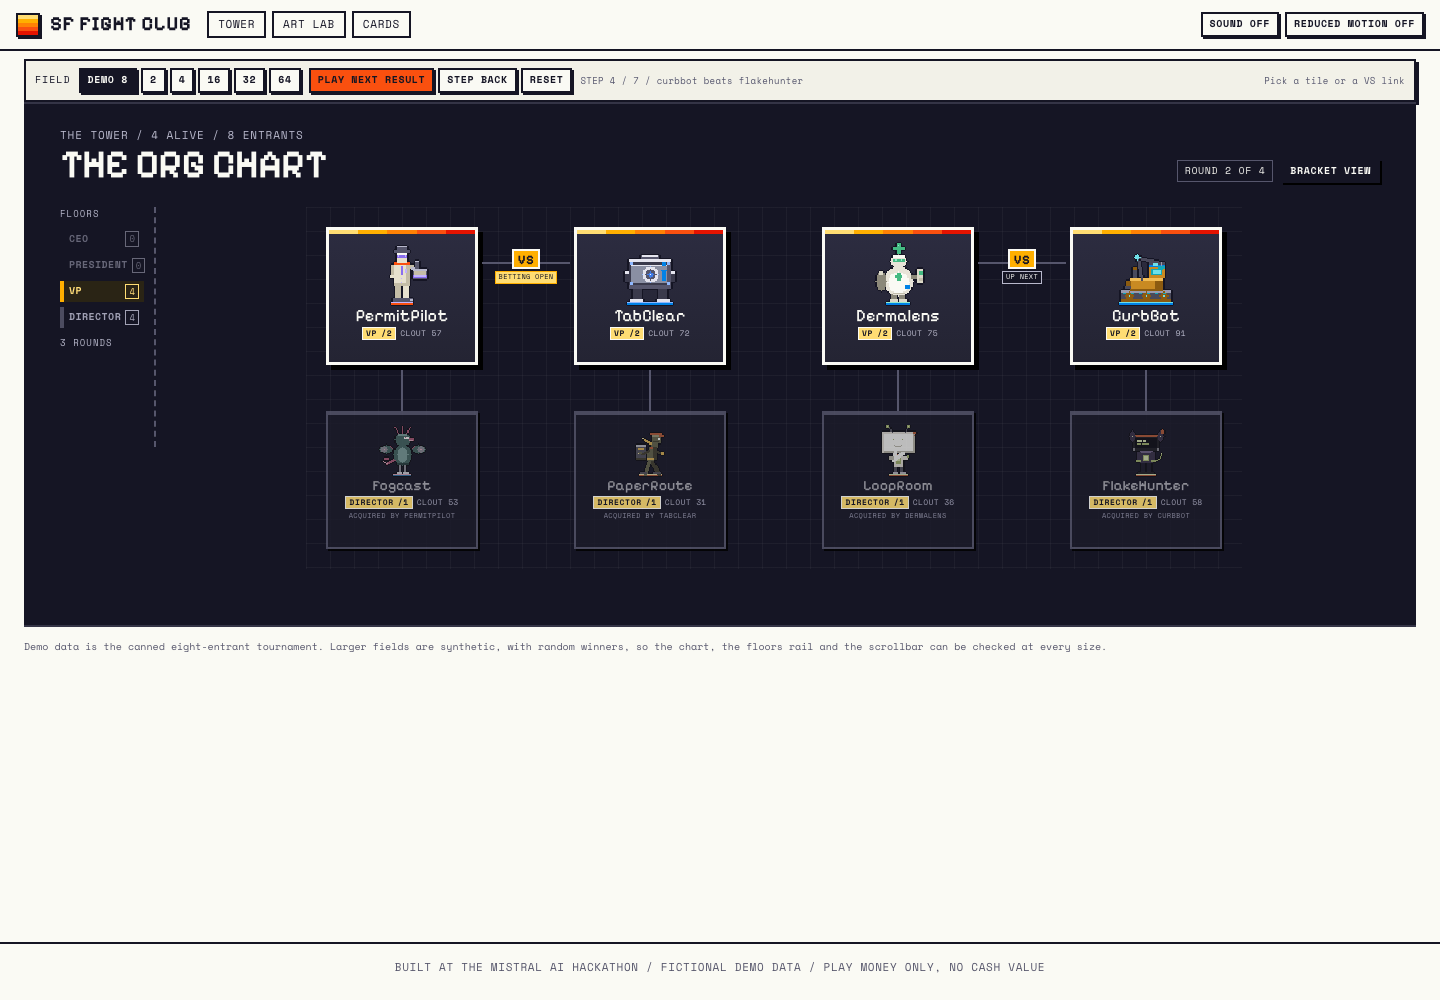 SF FIGHT CLUB
TOWER
ART LAB
CARDS
SOUND OFF
REDUCED MOTION OFF
FIELD
DEMO 8
2
4
16
32
64
PLAY NEXT RESULT
STEP BACK
RESET
STEP 4 / 7 / curbbot beats flakehunter
Pick a tile or a VS link
THE TOWER / 4 ALIVE / 8 ENTRANTS
THE ORG CHART
ROUND 2 OF 4
BRACKET VIEW
FLOORS
CEO 0
PRESIDENT 0
VP 4
DIRECTOR 4
3 ROUNDS
PermitPilot
VP /2 CLOUT 57
VS
BETTING OPEN
TabClear
VP /2 CLOUT 72
Dermalens
VP /2 CLOUT 75
VS
UP NEXT
CurbBot
VP /2 CLOUT 91
Fogcast
DIRECTOR /1 CLOUT 53
ACQUIRED BY PERMITPILOT
PaperRoute
DIRECTOR /1 CLOUT 31
ACQUIRED BY TABCLEAR
LoopRoom
DIRECTOR /1 CLOUT 36
ACQUIRED BY DERMALENS
FlakeHunter
DIRECTOR /1 CLOUT 58
ACQUIRED BY CURBBOT
Demo data is the canned eight-entrant tournament. Larger fields are synthetic, with random winners, so the chart, the floors rail and the scrollbar can be checked at every size.
BUILT AT THE MISTRAL AI HACKATHON / FICTIONAL DEMO DATA / PLAY MONEY ONLY, NO CASH VALUE